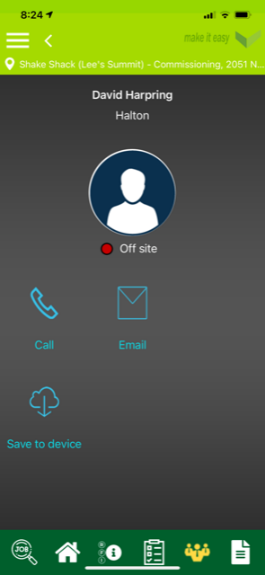 8:24
make it easy
Shake Shack (Lee's Summit) - Commissioning, 2051 N...
David Harpring
Halton
Off site
Call
Email
Save to device
JOB